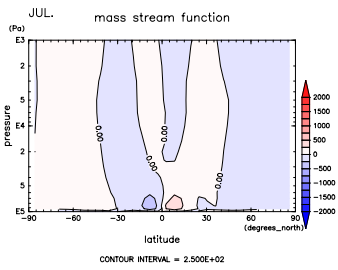 JUL.
mass stream function
(Pa)
E3
2
5
E4
2
5
E5
pressure
0.00
0.00
0.00
0.00
-90 -60 -30 0 30 60 90
(degrees_north)
latitude
2000
1500
1000
500
0
-500
-1000
-1500
-2000
CONTOUR INTERVAL = 2.500E+02